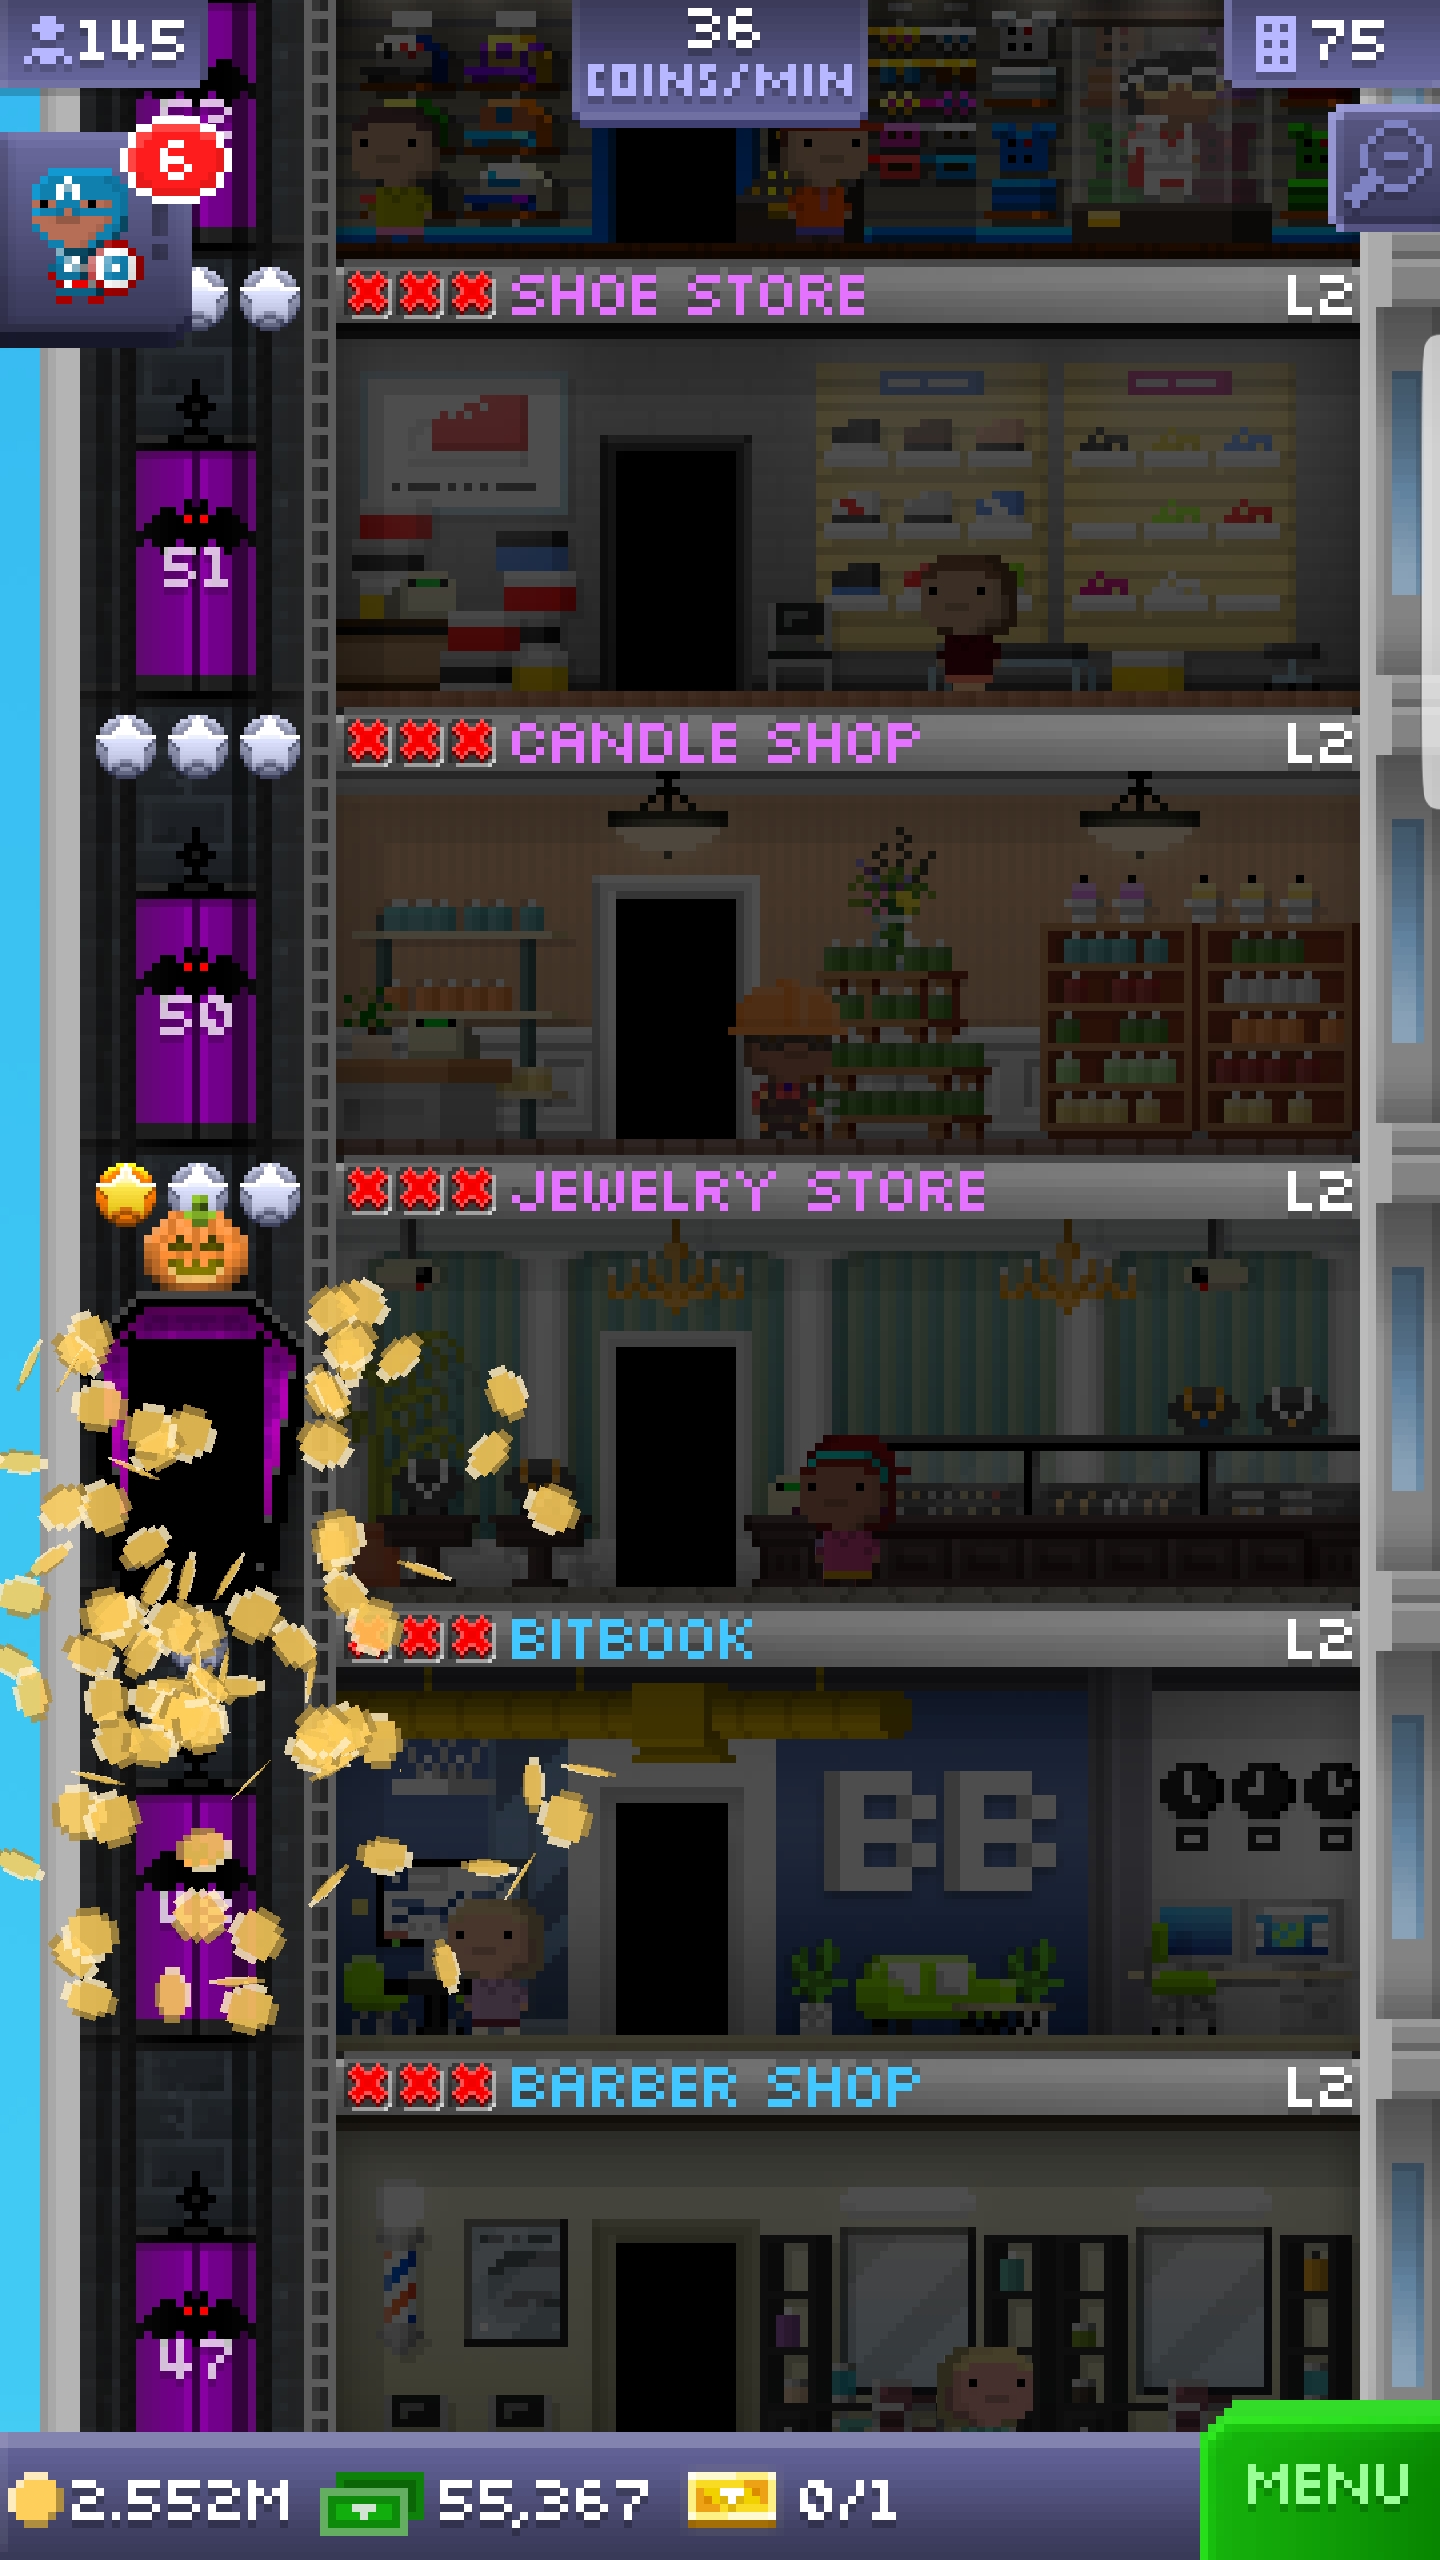 145
36
COINS/MIN
75
6
SHOE STORE L2
51
CANDLE SHOP L2
50
JEWELRY STORE L2
BITBOOK L2
BB
BARBER SHOP L2
47
2.552M 55,367 0/1
MENU